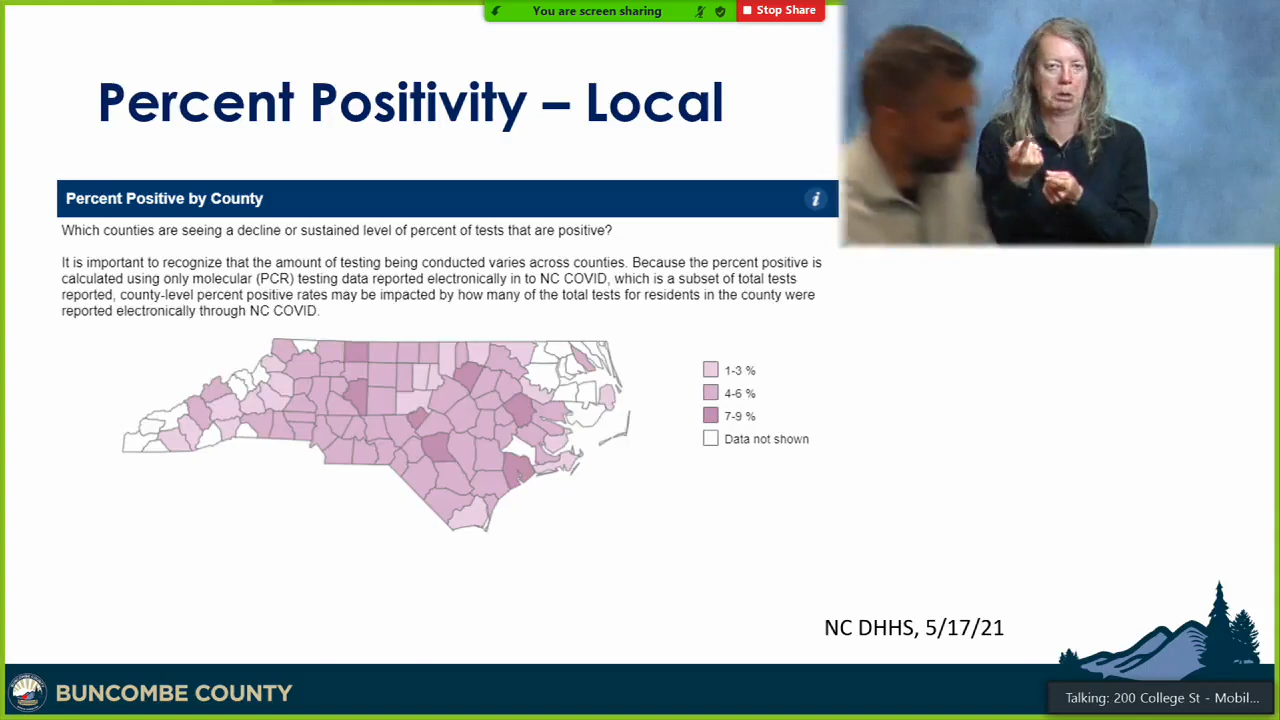 You are screen sharing
Stop Share
Percent Positivity – Local
Percent Positive by County
i
Which counties are seeing a decline or sustained level of percent of tests that are positive?
It is important to recognize that the amount of testing being conducted varies across counties. Because the percent positive is
calculated using only molecular (PCR) testing data reported electronically in to NC COVID, which is a subset of total tests
reported, county-level percent positive rates may be impacted by how many of the total tests for residents in the county were
reported electronically through NC COVID.
1-3 %
4-6 %
7-9 %
Data not shown
NC DHHS, 5/17/21
BUNCOMBE COUNTY
Talking: 200 College St - Mobil...